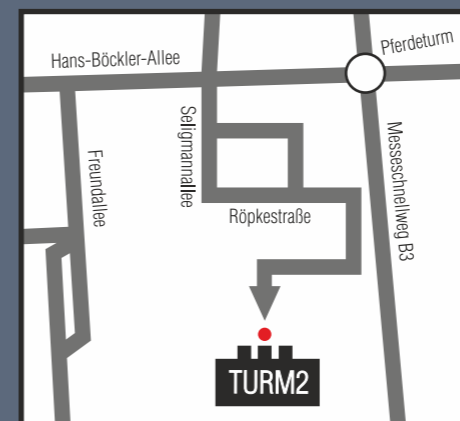 Pferdeturm
Hans-Böckler-Allee
Seligmannallee
Freundallee
Messeschnellweg B3
Röpkestraße
TURM2